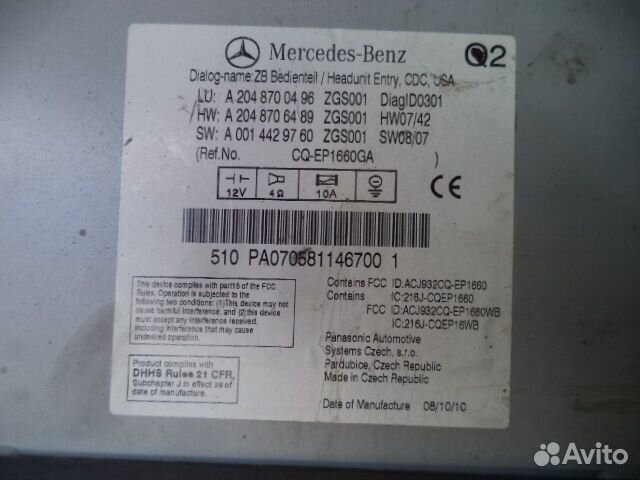 Mercedes-Benz
Q2
Dialog-name: ZB Bedienteil / Headunit Entry, CDC, USA
LU: A 204 870 04 96 ZGS001 DiagID0301
HW: A 204 870 64 89 ZGS001 HW07/42
SW: A 001 442 97 60 ZGS001 SW08/07
(Ref.No. CQ-EP1660GA )
12V 4Ω 10A
CE
510 PA070581146700 1
This device complies with part15 of the FCC
Rules. Operation is subjected to the
following two conditions: (1)This device may not
cause harmful interference, and (2)this device
must accept any interference received,
including interference that may cause
undesired operation.
Contains FCC ID:ACJ932CQ-EP1660
Contains IC:216J-CQEP1660
FCC ID:ACJ932CQ-EP1660WB
IC:216J-CQEP16WB
Panasonic Automotive
Systems Czech, s.r.o.
Pardubice, Czech Republic
Made in Czech Republic
Product complies with
DHHS Rules 21 CFR,
Subchapter J in effect as of
date of manufacture.
Date of Manufacture 08/10/10
Avito